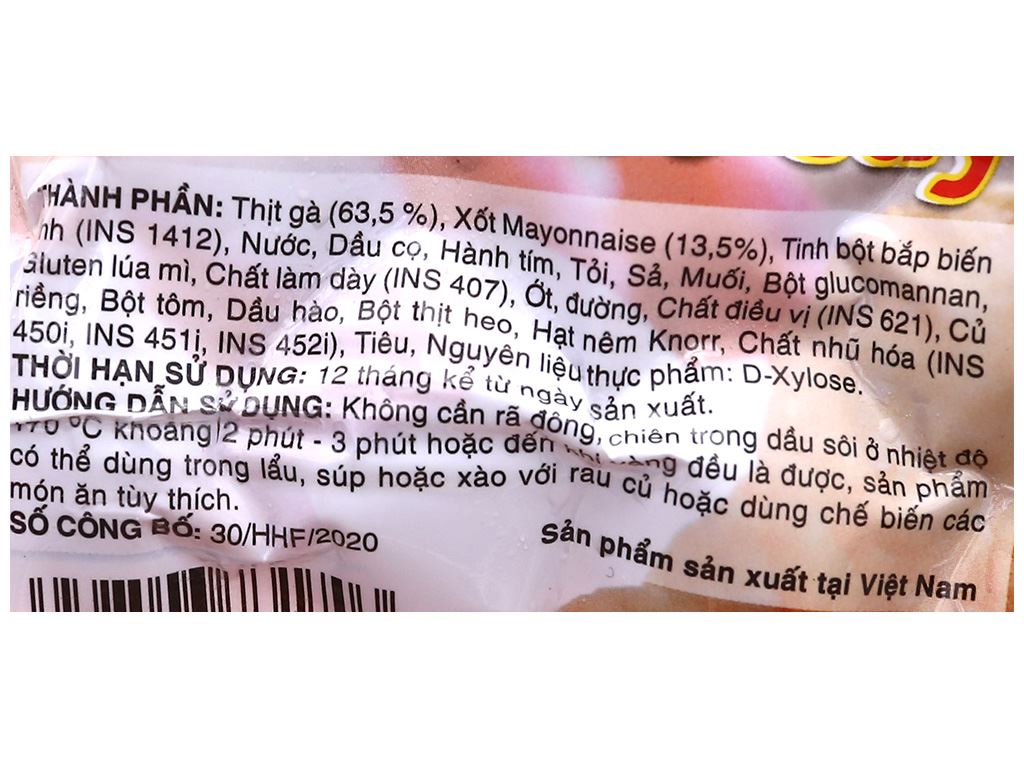 THÀNH PHẦN: Thịt gà (63,5 %), Xốt Mayonnaise (13,5%), Tinh bột bắp biến
nh (INS 1412), Nước, Dầu cọ, Hành tím, Tỏi, Sả, Muối, Bột glucomannan,
Gluten lúa mì, Chất làm dày (INS 407), Ớt, đường, Chất điều vị (INS 621), Củ
riềng, Bột tôm, Dầu hào, Bột thịt heo, Hạt nêm Knorr, Chất nhũ hóa (INS
450i, INS 451i, INS 452i), Tiêu, Nguyên liệu thực phẩm: D-Xylose.
THỜI HẠN SỬ DỤNG: 12 tháng kể từ ngày sản xuất.
HƯỚNG DẪN SỬ DỤNG: Không cần rã đông, chiên trong dầu sôi ở nhiệt độ
170 °C khoảng 2 phút - 3 phút hoặc đến khi vàng đều là được, sản phẩm
có thể dùng trong lẩu, súp hoặc xào với rau củ hoặc dùng chế biến các
món ăn tùy thích.
SỐ CÔNG BỐ: 30/HHF/2020
Sản phẩm sản xuất tại Việt Nam